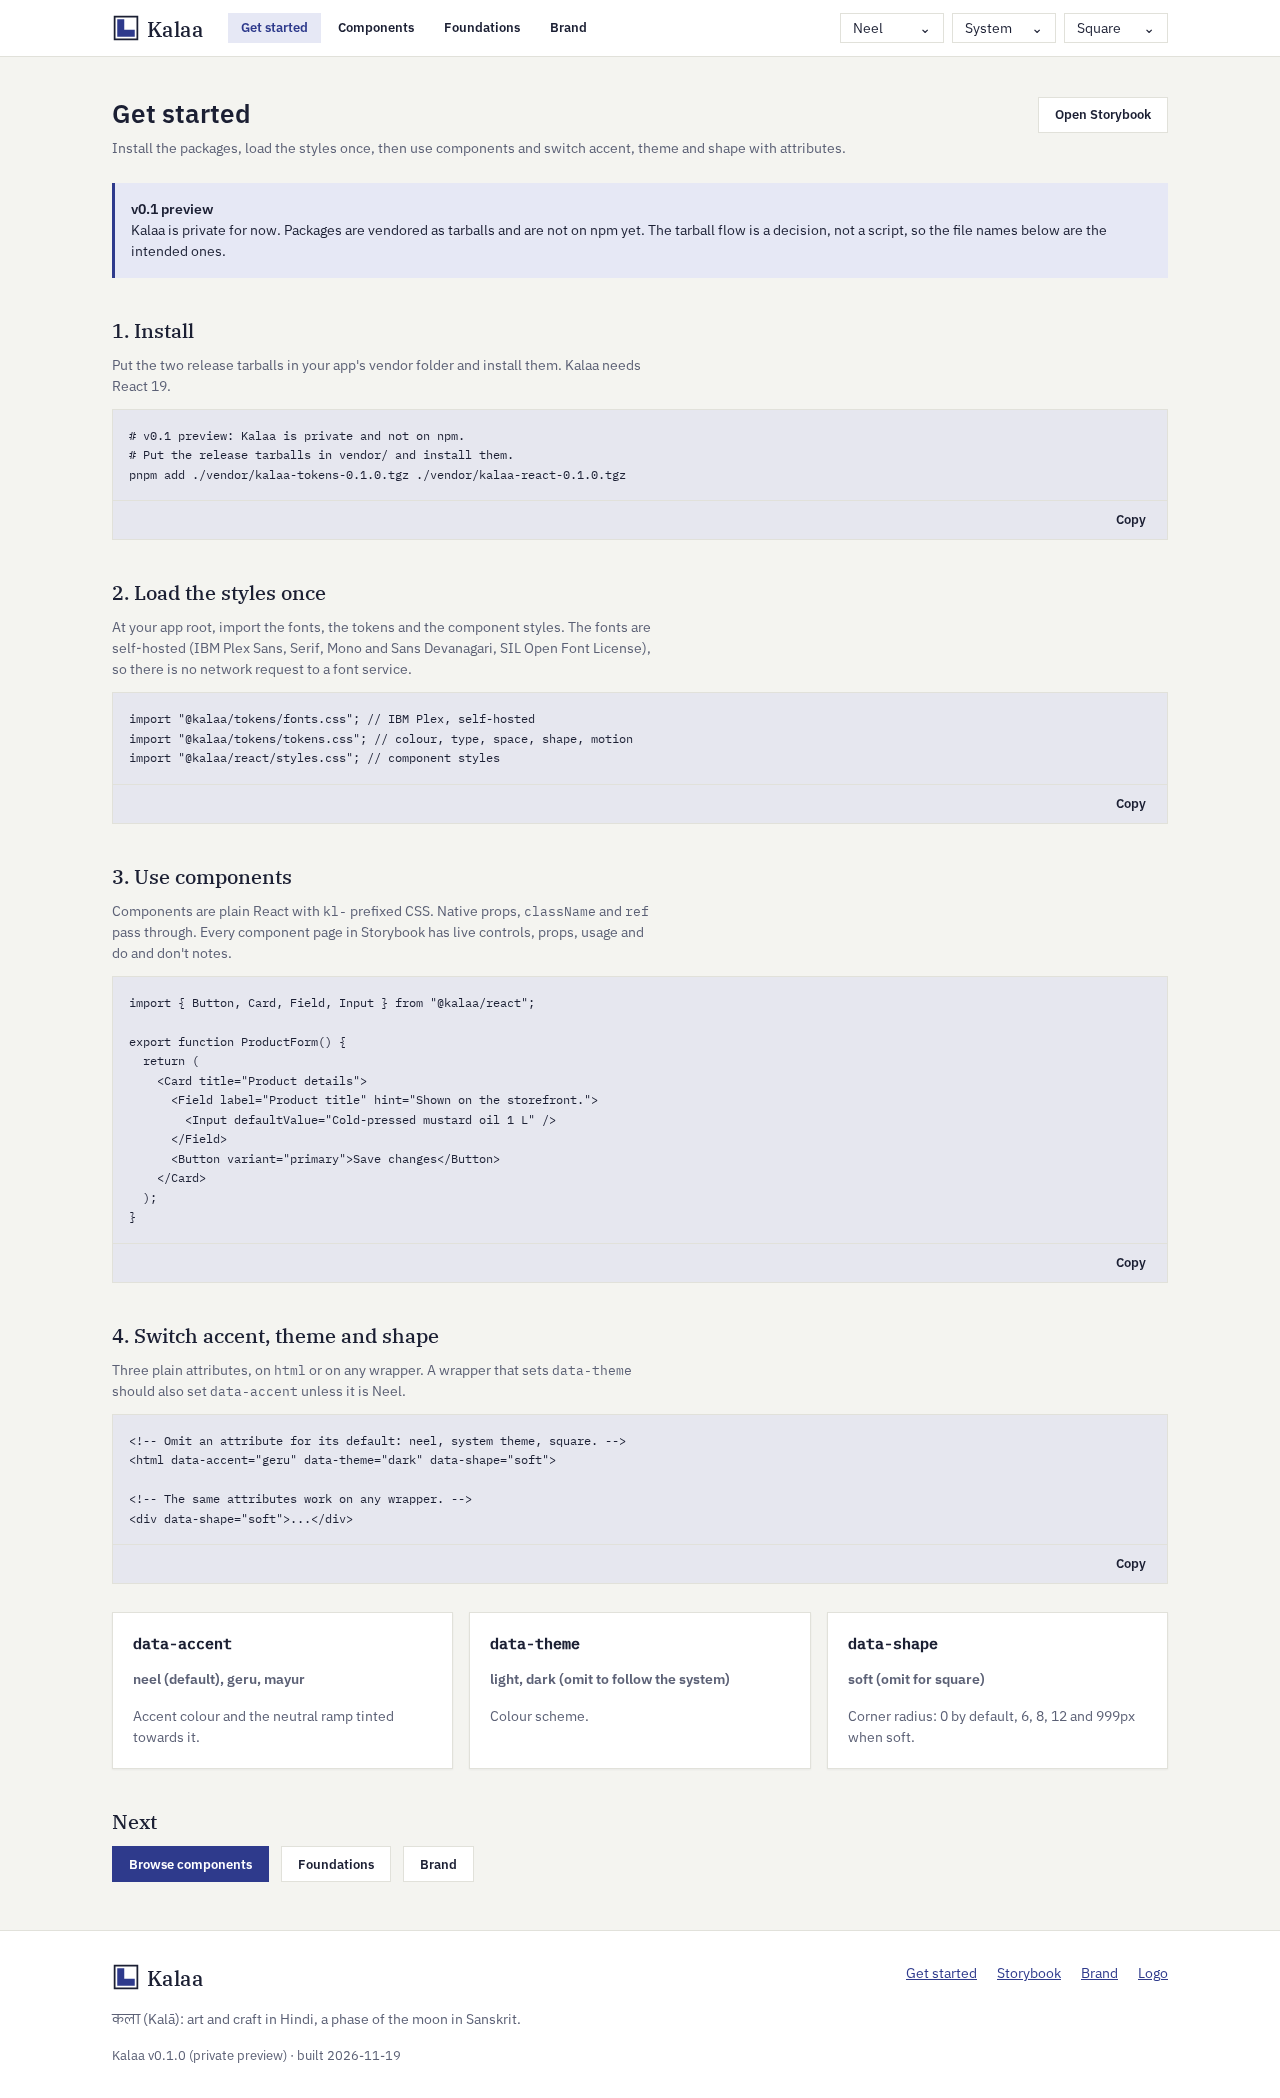 Kalaa
Get started
Components
Foundations
Brand
Neel
System
Square
Get started
Open Storybook
Install the packages, load the styles once, then use components and switch accent, theme and shape with attributes.
v0.1 preview
Kalaa is private for now. Packages are vendored as tarballs and are not on npm yet. The tarball flow is a decision, not a script, so the file names below are the
intended ones.
1. Install
Put the two release tarballs in your app's vendor folder and install them. Kalaa needs
React 19.
# v0.1 preview: Kalaa is private and not on npm.
# Put the release tarballs in vendor/ and install them.
pnpm add ./vendor/kalaa-tokens-0.1.0.tgz ./vendor/kalaa-react-0.1.0.tgz
Copy
2. Load the styles once
At your app root, import the fonts, the tokens and the component styles. The fonts are
self-hosted (IBM Plex Sans, Serif, Mono and Sans Devanagari, SIL Open Font License),
so there is no network request to a font service.
import "@kalaa/tokens/fonts.css"; // IBM Plex, self-hosted
import "@kalaa/tokens/tokens.css"; // colour, type, space, shape, motion
import "@kalaa/react/styles.css"; // component styles
Copy
3. Use components
Components are plain React with kl- prefixed CSS. Native props, className and ref
pass through. Every component page in Storybook has live controls, props, usage and
do and don't notes.
import { Button, Card, Field, Input } from "@kalaa/react";
export function ProductForm() {
  return (
    <Card title="Product details">
      <Field label="Product title" hint="Shown on the storefront.">
        <Input defaultValue="Cold-pressed mustard oil 1 L" />
      </Field>
      <Button variant="primary">Save changes</Button>
    </Card>
  );
}
Copy
4. Switch accent, theme and shape
Three plain attributes, on html or on any wrapper. A wrapper that sets data-theme
should also set data-accent unless it is Neel.
<!-- Omit an attribute for its default: neel, system theme, square. -->
<html data-accent="geru" data-theme="dark" data-shape="soft">
<!-- The same attributes work on any wrapper. -->
<div data-shape="soft">...</div>
Copy
data-accent
neel (default), geru, mayur
Accent colour and the neutral ramp tinted
towards it.
data-theme
light, dark (omit to follow the system)
Colour scheme.
data-shape
soft (omit for square)
Corner radius: 0 by default, 6, 8, 12 and 999px
when soft.
Next
Browse components
Foundations
Brand
Kalaa
Get started
Storybook
Brand
Logo
कला (Kalā): art and craft in Hindi, a phase of the moon in Sanskrit.
Kalaa v0.1.0 (private preview) · built 2026-11-19